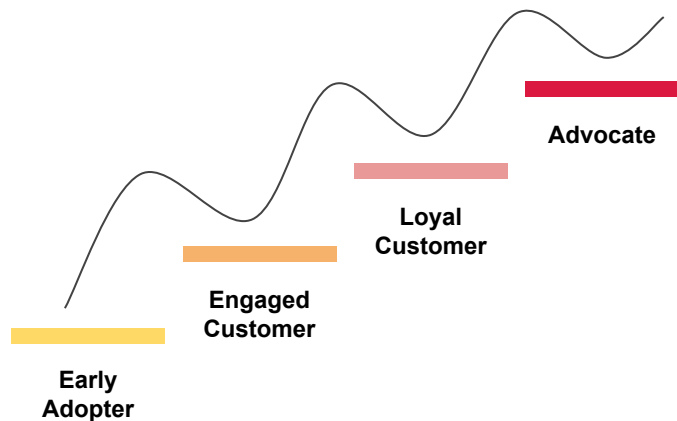 Advocate
Loyal
Customer
Engaged
Customer
Early
Adopter